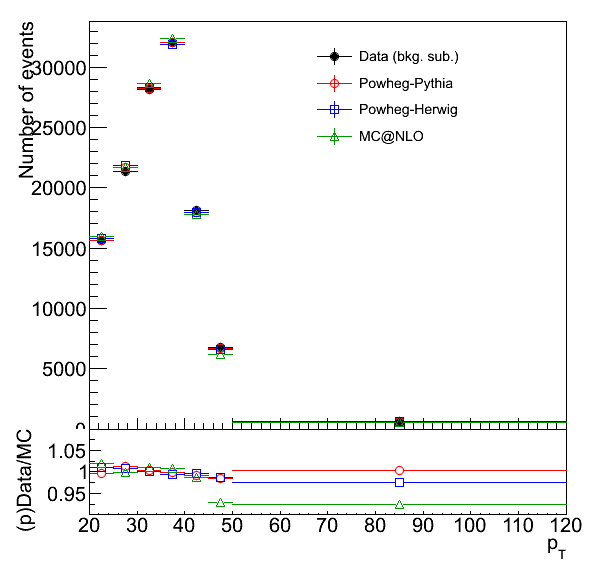 Number of events
30000
25000
20000
15000
10000
5000
0
Data (bkg. sub.)
Powheg-Pythia
Powheg-Herwig
MC@NLO
(p)Data/MC
1.05
1
0.95
20 30 40 50 60 70 80 90 100 110 120
p_T